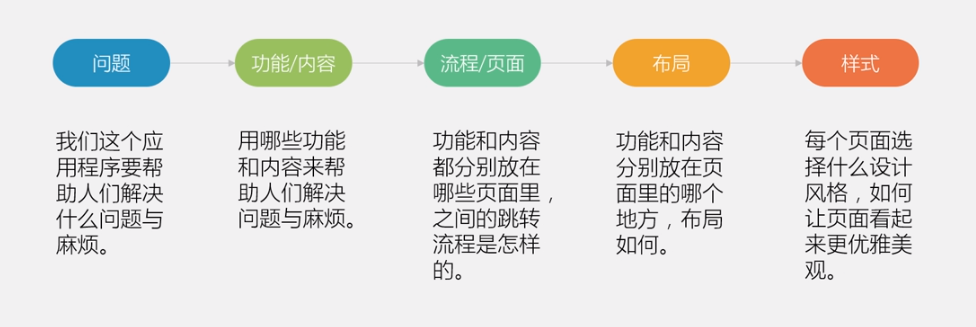 问题
功能/内容
流程/页面
布局
样式
我们这个应
用程序要帮
助人们解决
什么问题与
麻烦。
用哪些功能
和内容来帮
助人们解决
问题与麻烦。
功能和内容
都分别放在
哪些页面里，
之间的跳转
流程是怎样
的。
功能和内容
分别放在页
面里的哪个
地方，布局
如何。
每个页面选
择什么设计
风格，如何
让页面看起
来更优雅美
观。